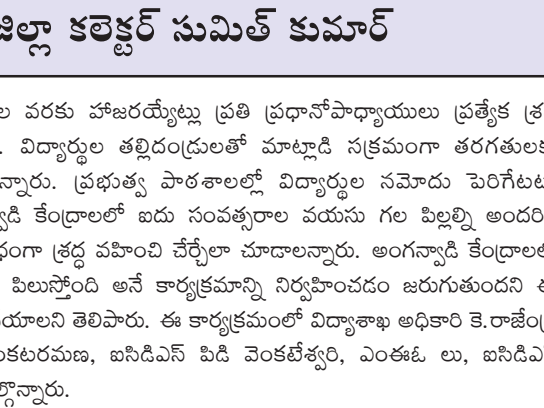 జిల్లా కలెక్టర్ సుమిత్ కుమార్
ల వరకు హాజరయ్యేట్లు ప్రతి ప్రధానోపాధ్యాయులు ప్రత్యేక శ్ర
. విద్యార్థుల తల్లిదండ్రులతో మాట్లాడి సక్రమంగా తరగతులక
న్నారు. ప్రభుత్వ పాఠశాలల్లో విద్యార్థుల నమోదు పెరిగేటట
్వాడి కేంద్రాలలో ఐదు సంవత్సరాల వయసు గల పిల్లల్ని అందరి
ధంగా శ్రద్ధ వహించి చేర్చేలా చూడాలన్నారు. అంగన్వాడి కేంద్రాలల
పిలుస్తోంది అనే కార్యక్రమాన్ని నిర్వహించడం జరుగుతుందని ఈ
యాలని తెలిపారు. ఈ కార్యక్రమంలో విద్యాశాఖ అధికారి కె.రాజేంద్ర
ంకటరమణ, ఐసిడిఎస్ పిడి వెంకటేశ్వరి, ఎంఈఓ లు, ఐసిడిఎ
ల్గొన్నారు.